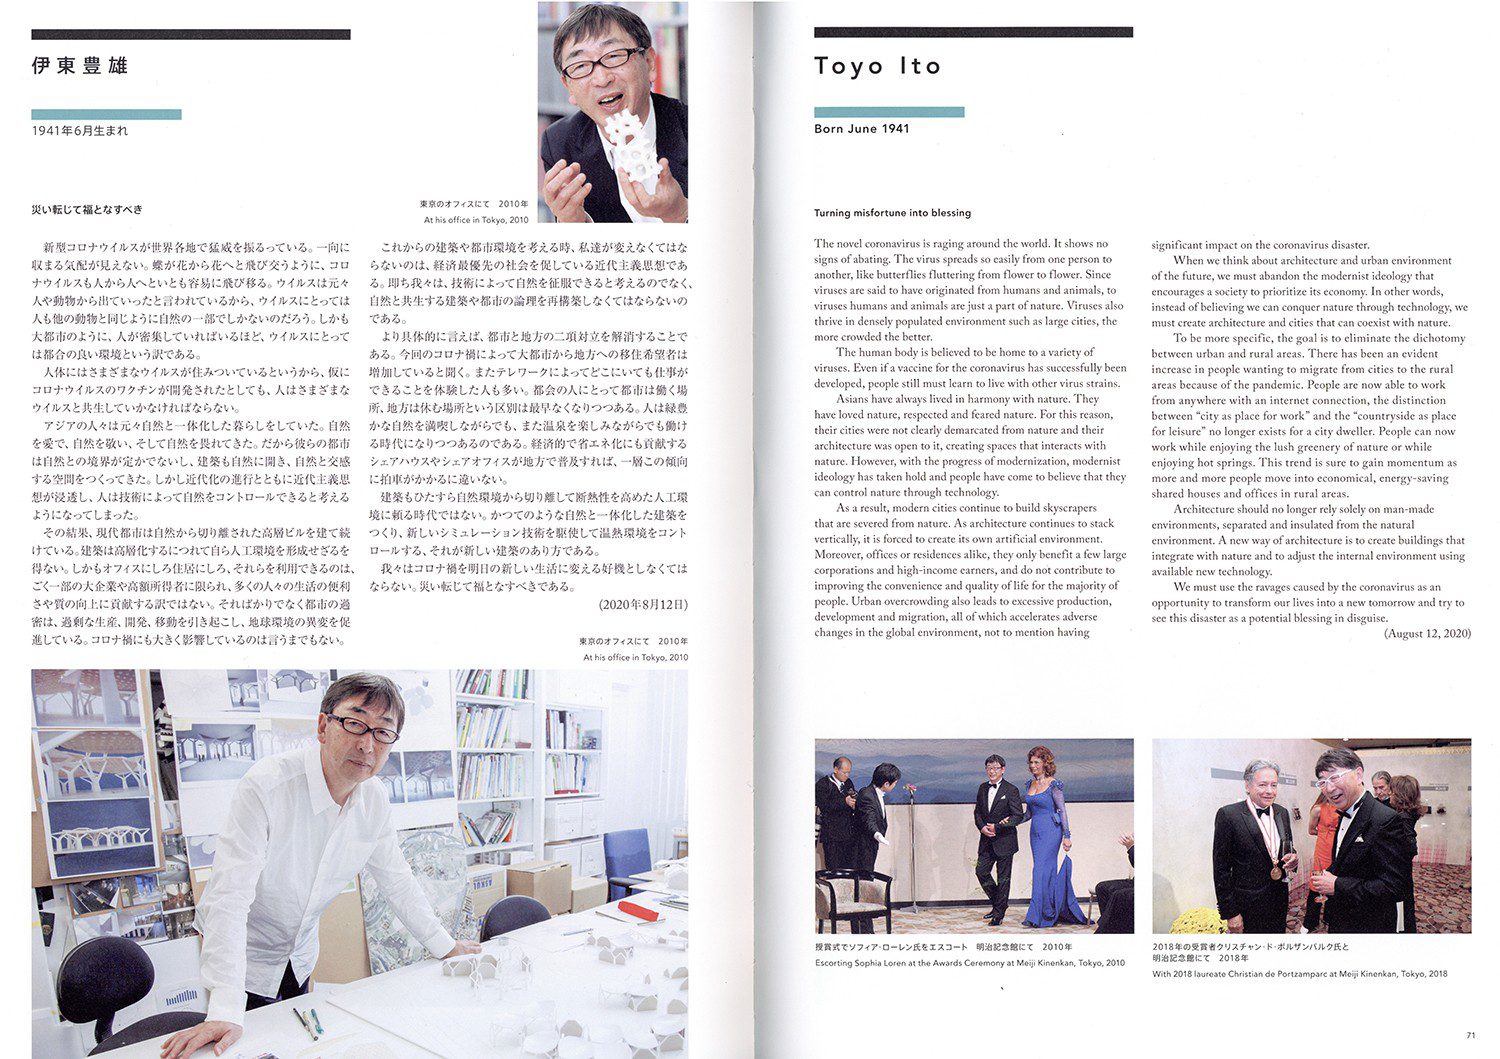 伊東豊雄
1941年6月生まれ
東京のオフィスにて　2010年
At his office in Tokyo, 2010
災い転じて福となすべき
新型コロナウイルスが世界各地で猛威を振るっている。一向に
収まる気配が見えない。蝶が花から花へと飛び交うように、コロ
ナウイルスも人から人へといとも容易に飛び移る。ウイルスは元々
人や動物から出ていったと言われているから、ウイルスにとっては
人も他の動物と同じように自然の一部でしかないのだろう。しかも
大都市のように、人が密集していればいるほど、ウイルスにとって
は都合の良い環境という訳である。
人体にはさまざまなウイルスが住みついているというから、仮に
コロナウイルスのワクチンが開発されたとしても、人はさまざまな
ウイルスと共生していかなければならない。
アジアの人々は元々自然と一体化した暮らしをしていた。自然
を愛で、自然を敬い、そして自然を畏れてきた。だから彼らの都市
は自然との境界が定かでないし、建築も自然に開き、自然と交感
する空間をつくってきた。しかし近代化の進行とともに近代主義思
想が浸透し、人は技術によって自然をコントロールできると考える
ようになってしまった。
その結果、現代都市は自然から切り離された高層ビルを建て続
けている。建築は高層化するにつれて自ら人工環境を形成せざるを
得ない。しかもオフィスにしろ住居にしろ、それらを利用できるのは、
ごく一部の大企業や高額所得者に限られ、多くの人々の生活の便利
さや質の向上に貢献する訳ではない。そればかりでなく都市の過
密は、過剰な生産、開発、移動を引き起こし、地球環境の異変を促
進している。コロナ禍にも大きく影響しているのは言うまでもない。
これからの建築や都市環境を考える時、私達が変えなくてはな
らないのは、経済最優先の社会を促している近代主義思想であ
る。即ち我々は、技術によって自然を征服できると考えるのでなく、
自然と共生する建築や都市の論理を再構築しなくてはならないの
である。
より具体的に言えば、都市と地方の二項対立を解消することで
ある。今回のコロナ禍によって大都市から地方への移住希望者は
増加していると聞く。またテレワークによってどこにいても仕事が
できることを体験した人も多い。都会の人にとって都市は働く場
所、地方は休む場所という区別は最早なくなりつつある。人は緑豊
かな自然を満喫しながらでも、また温泉を楽しみながらでも働け
る時代になりつつあるのである。経済的で省エネ化にも貢献する
シェアハウスやシェアオフィスが地方で普及すれば、一層この傾向
に拍車がかかるに違いない。
建築もひたすら自然環境から切り離して断熱性を高めた人工環
境に頼る時代ではない。かつてのような自然と一体化した建築を
つくり、新しいシミュレーション技術を駆使して温熱環境をコント
ロールする、それが新しい建築のあり方である。
我々はコロナ禍を明日の新しい生活に変える好機としなくては
ならない。災い転じて福となすべきである。
(2020年8月12日)
東京のオフィスにて　2010年
At his office in Tokyo, 2010
Toyo Ito
Born June 1941
Turning misfortune into blessing
The novel coronavirus is raging around the world. It shows no
signs of abating. The virus spreads so easily from one person to
another, like butterflies fluttering from flower to flower. Since
viruses are said to have originated from humans and animals, to
viruses humans and animals are just a part of nature. Viruses also
thrive in densely populated environment such as large cities, the
more crowded the better.
The human body is believed to be home to a variety of
viruses. Even if a vaccine for the coronavirus has successfully been
developed, people still must learn to live with other virus strains.
Asians have always lived in harmony with nature. They
have loved nature, respected and feared nature. For this reason,
their cities were not clearly demarcated from nature and their
architecture was open to it, creating spaces that interacts with
nature. However, with the progress of modernization, modernist
ideology has taken hold and people have come to believe that they
can control nature through technology.
As a result, modern cities continue to build skyscrapers
that are severed from nature. As architecture continues to stack
vertically, it is forced to create its own artificial environment.
Moreover, offices or residences alike, they only benefit a few large
corporations and high-income earners, and do not contribute to
improving the convenience and quality of life for the majority of
people. Urban overcrowding also leads to excessive production,
development and migration, all of which accelerates adverse
changes in the global environment, not to mention having
significant impact on the coronavirus disaster.
When we think about architecture and urban environment
of the future, we must abandon the modernist ideology that
encourages a society to prioritize its economy. In other words,
instead of believing we can conquer nature through technology, we
must create architecture and cities that can coexist with nature.
To be more specific, the goal is to eliminate the dichotomy
between urban and rural areas. There has been an evident
increase in people wanting to migrate from cities to the rural
areas because of the pandemic. People are now able to work
from anywhere with an internet connection, the distinction
between “city as place for work” and the “countryside as place
for leisure” no longer exists for a city dweller. People can now
work while enjoying the lush greenery of nature or while
enjoying hot springs. This trend is sure to gain momentum as
more and more people move into economical, energy-saving
shared houses and offices in rural areas.
Architecture should no longer rely solely on man-made
environments, separated and insulated from the natural
environment. A new way of architecture is to create buildings that
integrate with nature and to adjust the internal environment using
available new technology.
We must use the ravages caused by the coronavirus as an
opportunity to transform our lives into a new tomorrow and try to
see this disaster as a potential blessing in disguise.
(August 12, 2020)
授賞式でソフィア・ローレン氏をエスコート　明治記念館にて　2010年
Escorting Sophia Loren at the Awards Ceremony at Meiji Kinenkan, Tokyo, 2010
2018年の受賞者クリスチャン・ド・ポルザンパルク氏と
明治記念館にて　2018年
With 2018 laureate Christian de Portzamparc at Meiji Kinenkan, Tokyo, 2018
71